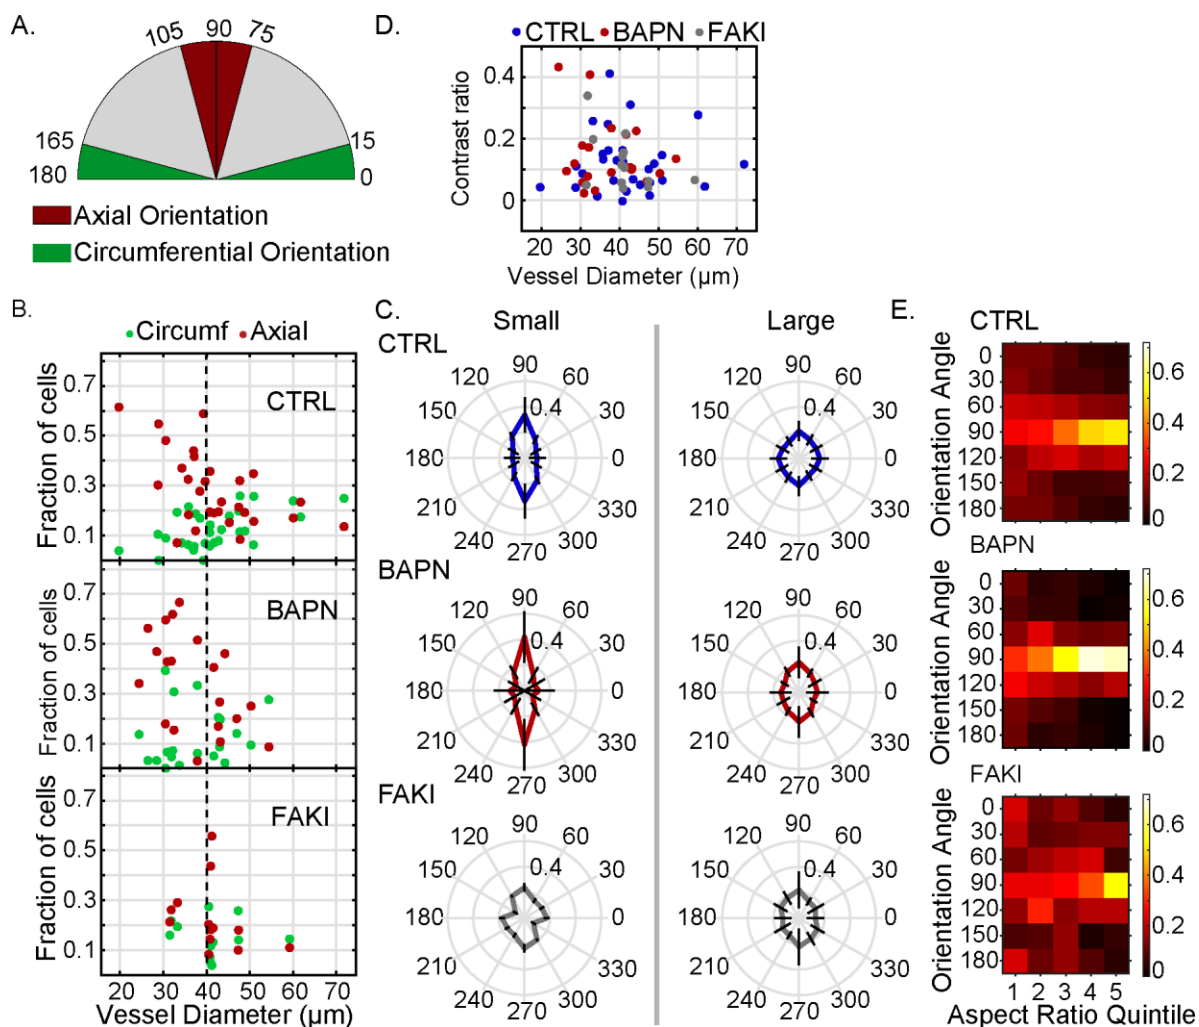 A.
105 90 75
165 15
180 0
Axial Orientation
Circumferential Orientation
D.
CTRL BAPN FAKI
Contrast ratio
0.4
0.2
0
20 30 40 50 60 70
Vessel Diameter (µm)
B.
Circumf Axial
Fraction of cells
0.7
0.5
0.3
0.1
CTRL
Fraction of cells
0.7
0.5
0.3
0.1
BAPN
Fraction of cells
0.7
0.5
0.3
0.1
FAKI
20 30 40 50 60 70
Vessel Diameter (µm)
C.
Small Large
CTRL
90
120 60
0.4
150 30
180 0
210 330
240 300
270
90
120 60
0.4
150 30
180 0
210 330
240 300
270
BAPN
90
120 60
0.4
150 30
180 0
210 330
240 300
270
90
120 60
0.4
150 30
180 0
210 330
240 300
270
FAKI
90
120 60
0.4
150 30
180 0
210 330
240 300
270
90
120 60
0.4
150 30
180 0
210 330
240 300
270
E.
CTRL
Orientation Angle
0
30
60
90
120
150
180
0.6
0.4
0.2
0
BAPN
Orientation Angle
0
30
60
90
120
150
180
0.6
0.4
0.2
0
FAKI
Orientation Angle
0
30
60
90
120
150
180
0.6
0.4
0.2
0
1 2 3 4 5
Aspect Ratio Quintile